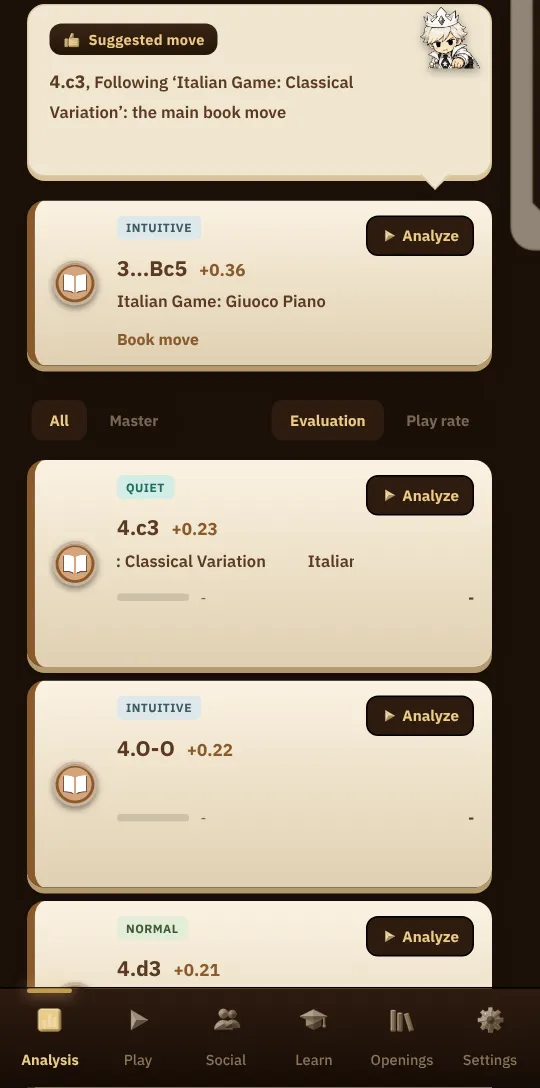 Suggested move
4.c3, Following ‘Italian Game: Classical
Variation’: the main book move
INTUITIVE
Analyze
3...Bc5 +0.36
Italian Game: Giuoco Piano
Book move
All Master Evaluation Play rate
QUIET
Analyze
4.c3 +0.23
: Classical Variation Italian
- -
INTUITIVE
Analyze
4.O-O +0.22
- -
NORMAL
Analyze
4.d3 +0.21
Analysis Play Social Learn Openings Settings